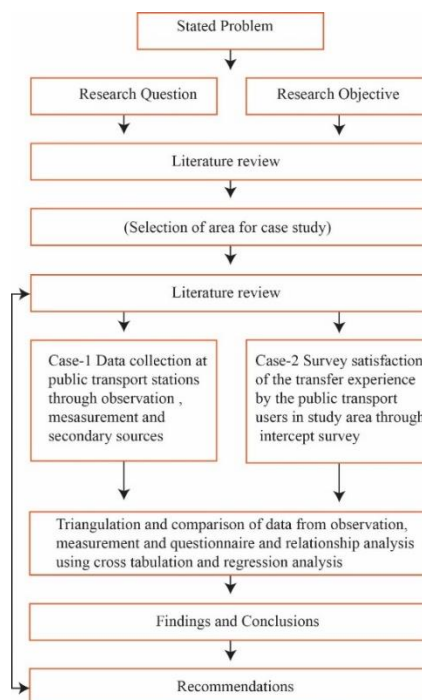 Stated Problem
Research Question
Research Objective
Literature review
(Selection of area for case study)
Literature review
Case-1 Data collection at
public transport stations
through observation ,
mesasurement and
secondary sources
Case-2 Survey satisfaction
of the transfer experience
by the public transport
users in study area through
intercept survey
Triangulation and comparison of data from observation,
measurement and questionnaire and relationship analysis
using cross tabulation and regression analysis
Findings and Conclusions
Recommendations